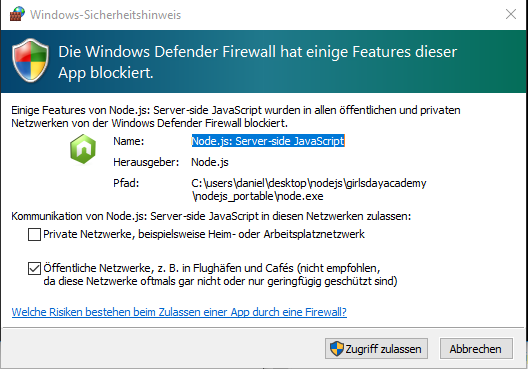 Windows-Sicherheitshinweis
Die Windows Defender Firewall hat einige Features dieser
App blockiert.
Einige Features von Node.js: Server-side JavaScript wurden in allen öffentlichen und privaten
Netzwerken von der Windows Defender Firewall blockiert.
Name: Node.js: Server-side JavaScript
Herausgeber: Node.js
Pfad: C:\users\daniel\desktop\nodejs\girlsdayacademy
\nodejs_portable\node.exe
Kommunikation von Node.js: Server-side JavaScript in diesen Netzwerken zulassen:
Private Netzwerke, beispielsweise Heim- oder Arbeitsplatznetzwerk
Öffentliche Netzwerke, z. B. in Flughäfen und Cafés (nicht empfohlen,
da diese Netzwerke oftmals gar nicht oder nur geringfügig geschützt sind)
Welche Risiken bestehen beim Zulassen einer App durch eine Firewall?
Zugriff zulassen
Abbrechen